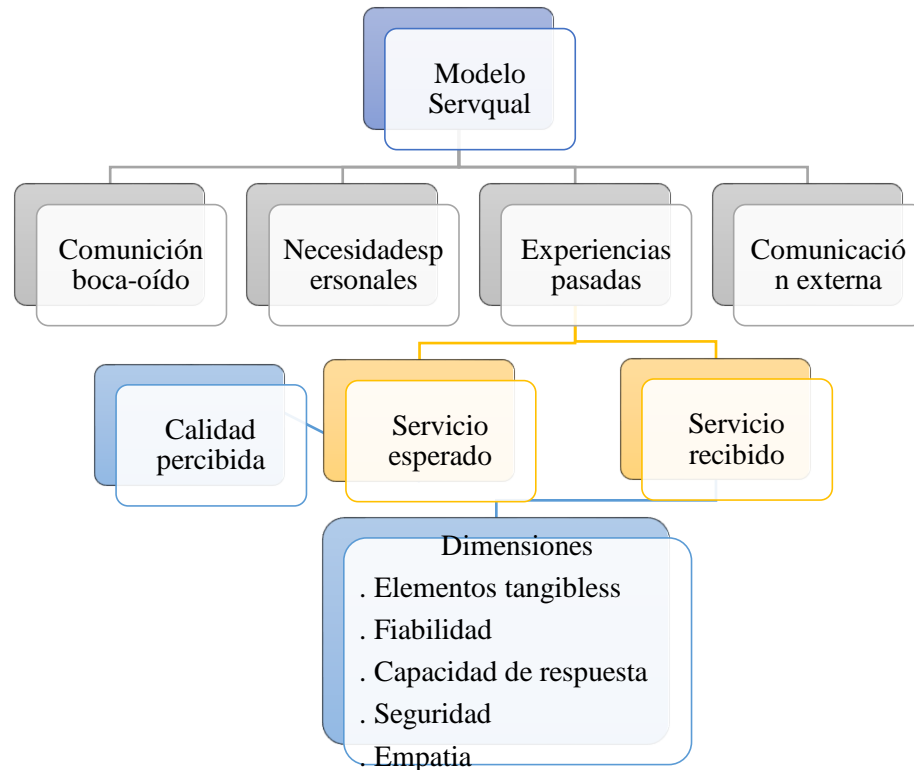 Modelo
Servqual
Comunición
boca-oído
Necesidadesp
ersonales
Experiencias
pasadas
Comunicació
n externa
Calidad
percibida
Servicio
esperado
Servicio
recibido
Dimensiones
. Elementos tangibless
. Fiabilidad
. Capacidad de respuesta
. Seguridad
. Empatia